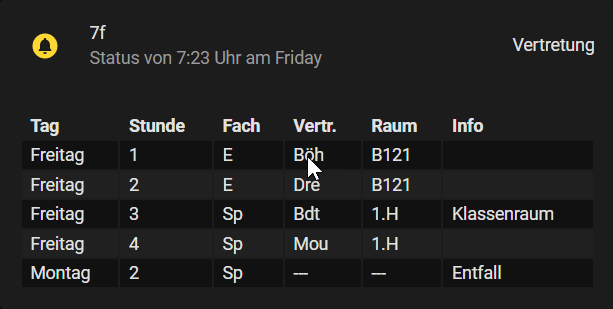 7f
Status von 7:23 Uhr am Friday
Vertretung
Tag Stunde Fach Vertr. Raum Info
Freitag 1 E Böh B121
Freitag 2 E Dre B121
Freitag 3 Sp Bdt 1.H Klassenraum
Freitag 4 Sp Mou 1.H
Montag 2 Sp --- --- Entfall